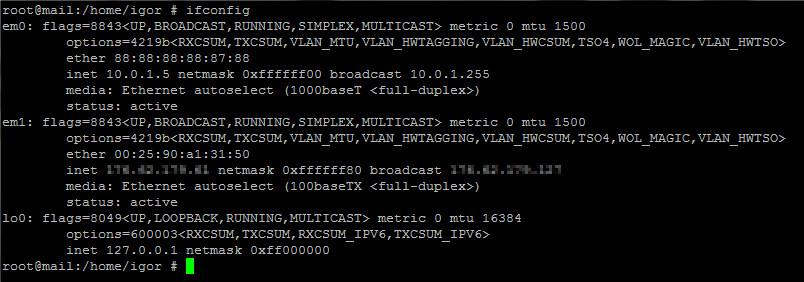 root@mail:/home/igor # ifconfig
em0: flags=8843<UP,BROADCAST,RUNNING,SIMPLEX,MULTICAST> metric 0 mtu 1500
options=4219b<RXCSUM,TXCSUM,VLAN_MTU,VLAN_HWTAGGING,VLAN_HWCSUM,TSO4,WOL_MAGIC,VLAN_HWTSO>
ether 88:88:88:88:87:88
inet 10.0.1.5 netmask 0xffffff00 broadcast 10.0.1.255
media: Ethernet autoselect (1000baseT <full-duplex>)
status: active
em1: flags=8843<UP,BROADCAST,RUNNING,SIMPLEX,MULTICAST> metric 0 mtu 1500
options=4219b<RXCSUM,TXCSUM,VLAN_MTU,VLAN_HWTAGGING,VLAN_HWCSUM,TSO4,WOL_MAGIC,VLAN_HWTSO>
ether 00:25:90:a1:31:50
inet netmask 0xffffff80 broadcast
media: Ethernet autoselect (100baseTX <full-duplex>)
status: active
lo0: flags=8049<UP,LOOPBACK,RUNNING,MULTICAST> metric 0 mtu 16384
options=600003<RXCSUM,TXCSUM,RXCSUM_IPV6,TXCSUM_IPV6>
inet 127.0.0.1 netmask 0xff000000
root@mail:/home/igor #